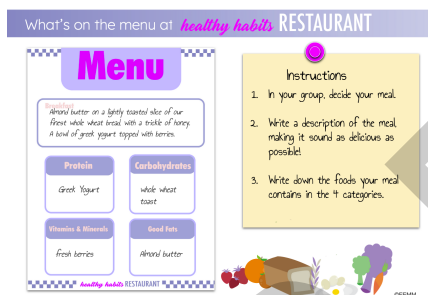 What's on the menu at healthy habits RESTAURANT
Menu
Breakfast
Almond butter on a lightly toasted slice of our
finest whole wheat bread, with a trickle of honey.
A bowl of greek yogurt topped with berries.
Protein
Greek Yogurt
Carbohydrates
whole wheat
toast
Vitamins & Minerals
fresh berries
Good Fats
Almond butter
healthy habits RESTAURANT
Instructions
1. In your group, decide your meal.
2. Write a description of the meal,
making it sound as delicious as
possible!
3. Write down the foods your meal
contains in the 4 categories.